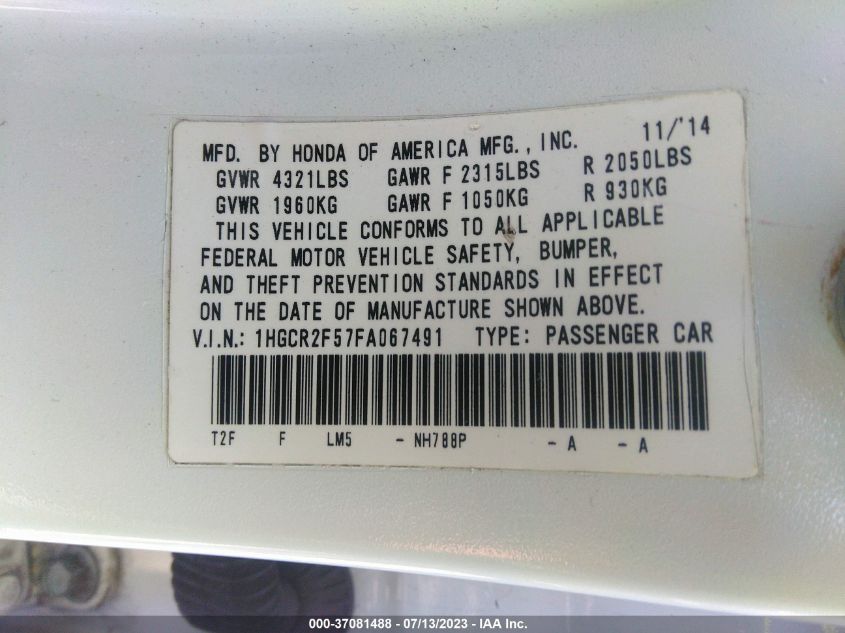 MFD. BY HONDA OF AMERICA MFG., INC. 11/'14
GVWR 4321LBS GAWR F 2315LBS R 2050LBS
GVWR 1960KG GAWR F 1050KG R 930KG
THIS VEHICLE CONFORMS TO ALL APPLICABLE
FEDERAL MOTOR VEHICLE SAFETY, BUMPER,
AND THEFT PREVENTION STANDARDS IN EFFECT
ON THE DATE OF MANUFACTURE SHOWN ABOVE.
V.I.N.: 1HGCR2F57FA067491 TYPE: PASSENGER CAR
T2F F LM5 - NH788P - A - A
000-37081488 - 07/13/2023 - IAA Inc.